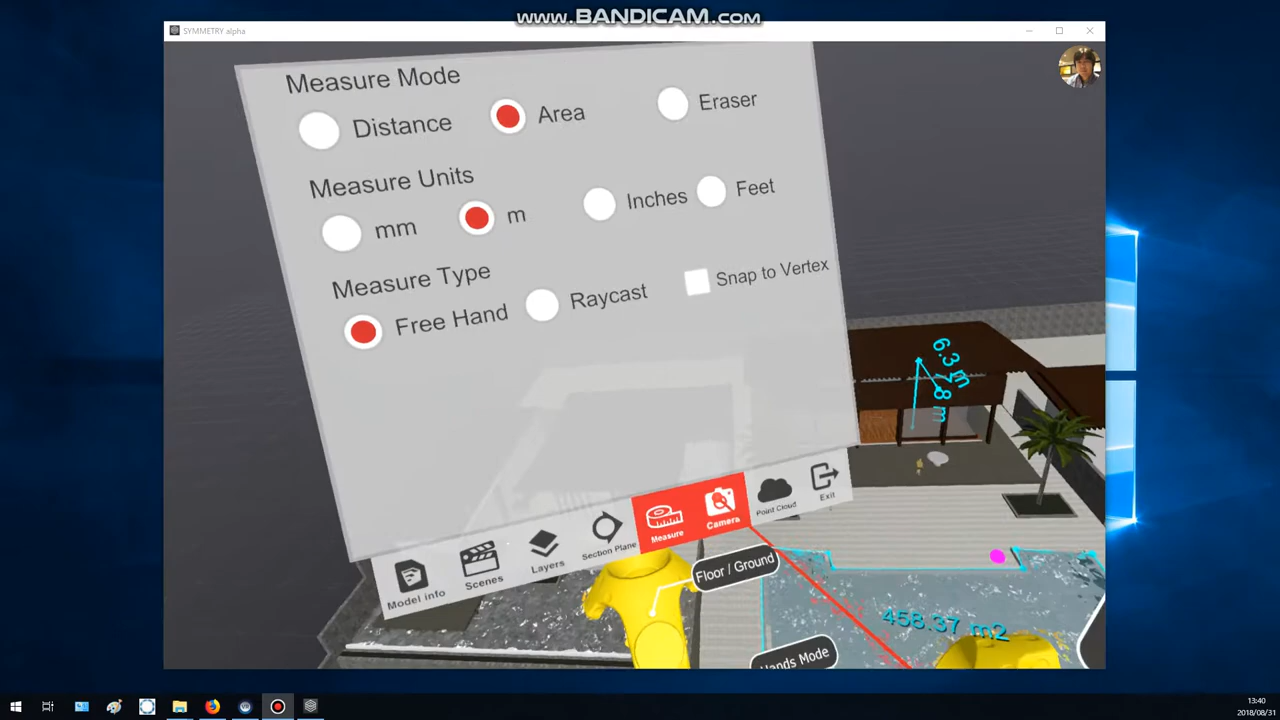 www.BANDICAM.com
SYMMETRY alpha
Measure Mode
Distance Area Eraser
Measure Units
mm m Inches Feet
Measure Type
Free Hand Raycast Snap to Vertex
6.3 m
Model info Scenes Layers Section Plane Measure Camera Point Cloud Exit
Floor / Ground
458.37 m2
Hands Mode
13:40
2018/08/31